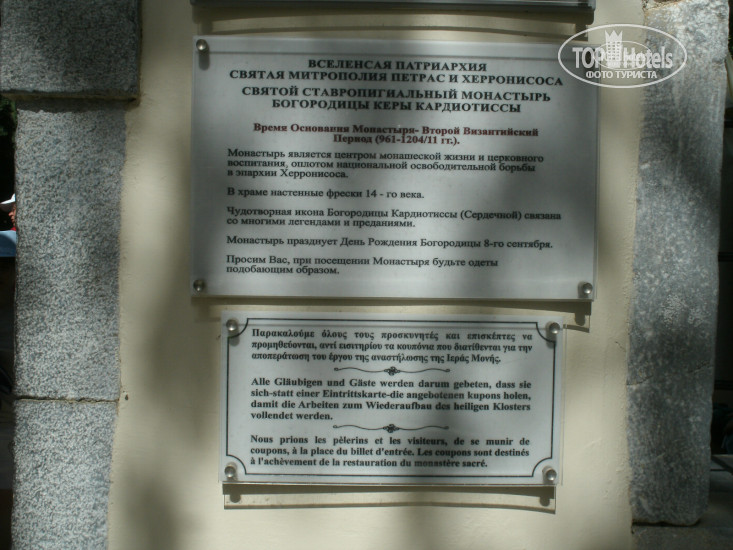 TOPHotels
ФОТО ТУРИСТА
ВСЕЛЕНСАЯ ПАТРИАРХИЯ
СВЯТАЯ МИТРОПОЛИЯ ПЕТРАС И ХЕРРОНИСОСА
СВЯТОЙ СТАВРОПИГИАЛЬНЫЙ МОНАСТЫРЬ
БОГОРОДИЦЫ КЕРЫ КАРДИОТИССЫ
Время Основания Монастыря- Второй Византийский
Период (961-1204/11 гг.).
Монастырь является центром монашеской жизни и церковного
воспитания, оплотом национальной освободительной борьбы
в эпархии Херронисоса.
В храме настенные фрески 14 - го века.
Чудотворная икона Богородицы Кардиотиссы (Сердечной) связана
со многими легендами и преданиями.
Монастырь празднует День Рождения Богородицы 8-го сентября.
Просим Вас, при посещении Монастыря будьте одеты
подобающим образом.
Παρακαλούμε όλους τους προσκυνητές και επισκέπτες να
προμηθεύονται, αντί εισιτηρίου τα κουπόνια που διατίθενται για την
αποπεράτωση του έργου της αναστήλωσης της Ιεράς Μονής.
Alle Gläubigen und Gäste werden darum gebeten, dass sie
sich-statt einer Eintrittskarte-die angebotenen kupons holen,
damit die Arbeiten zum Wiederaufbau des heiligen Klosters
vollendet werden.
Nous prions les pèlerins et les visiteurs, de se munir de
coupons, à la place du billet d'entrée. Les coupons sont destinés
à l'achèvement de la restauration du monastère sacré.